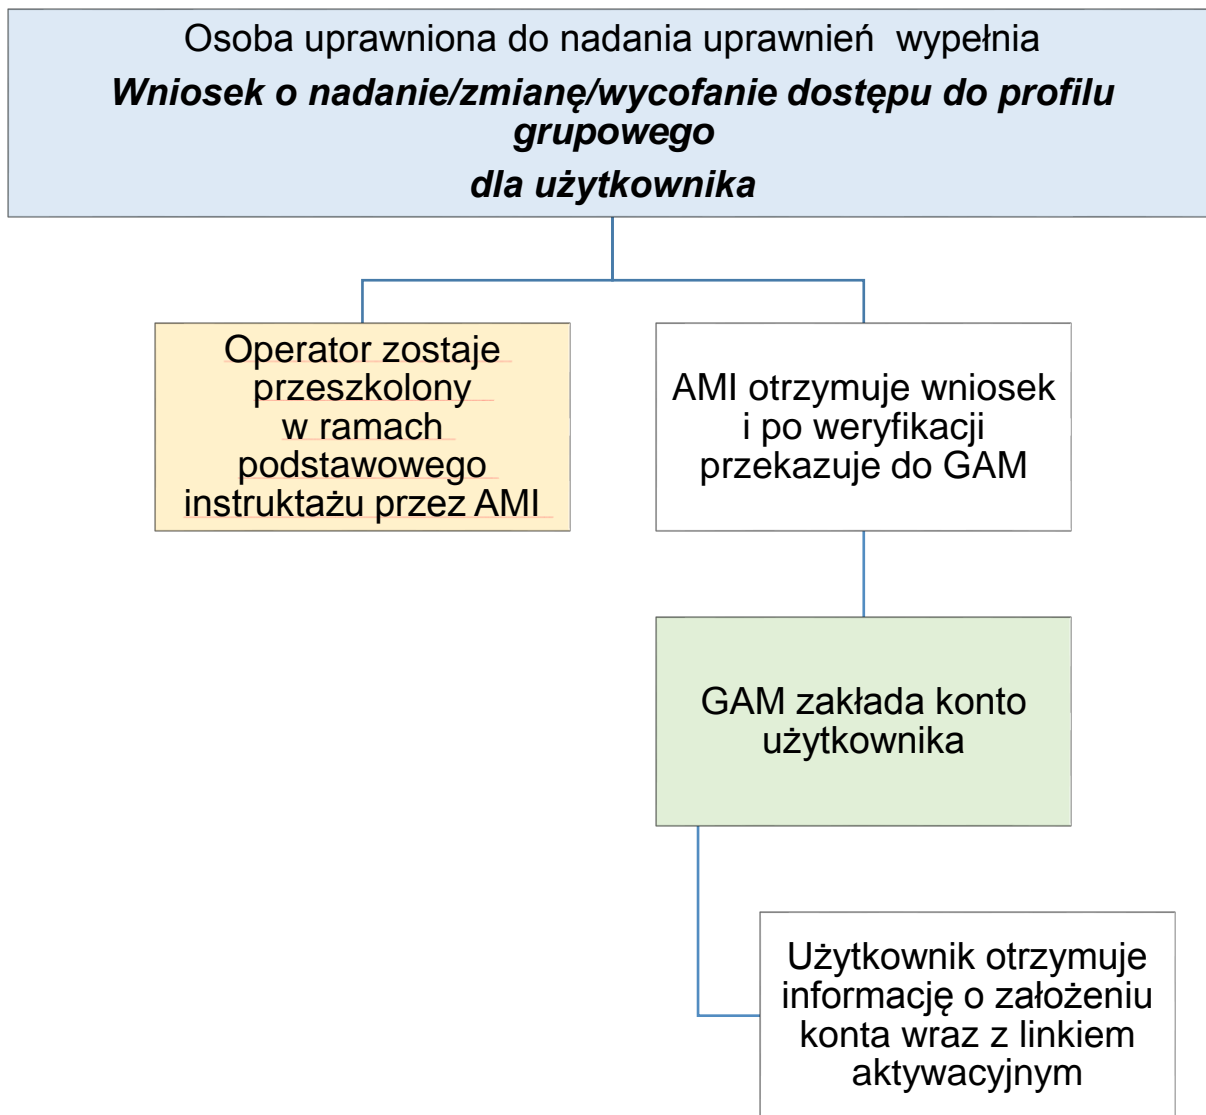 Osoba uprawniona do nadania uprawnień  wypełnia
Wniosek o nadanie/zmianę/wycofanie dostępu do profilu
grupowego
dla użytkownika
Operator zostaje
przeszkolony
w ramach
podstawowego
instruktażu przez AMI
AMI otrzymuje wniosek
i po weryfikacji
przekazuje do GAM
GAM zakłada konto
użytkownika
Użytkownik otrzymuje
informację o założeniu
konta wraz z linkiem
aktywacyjnym